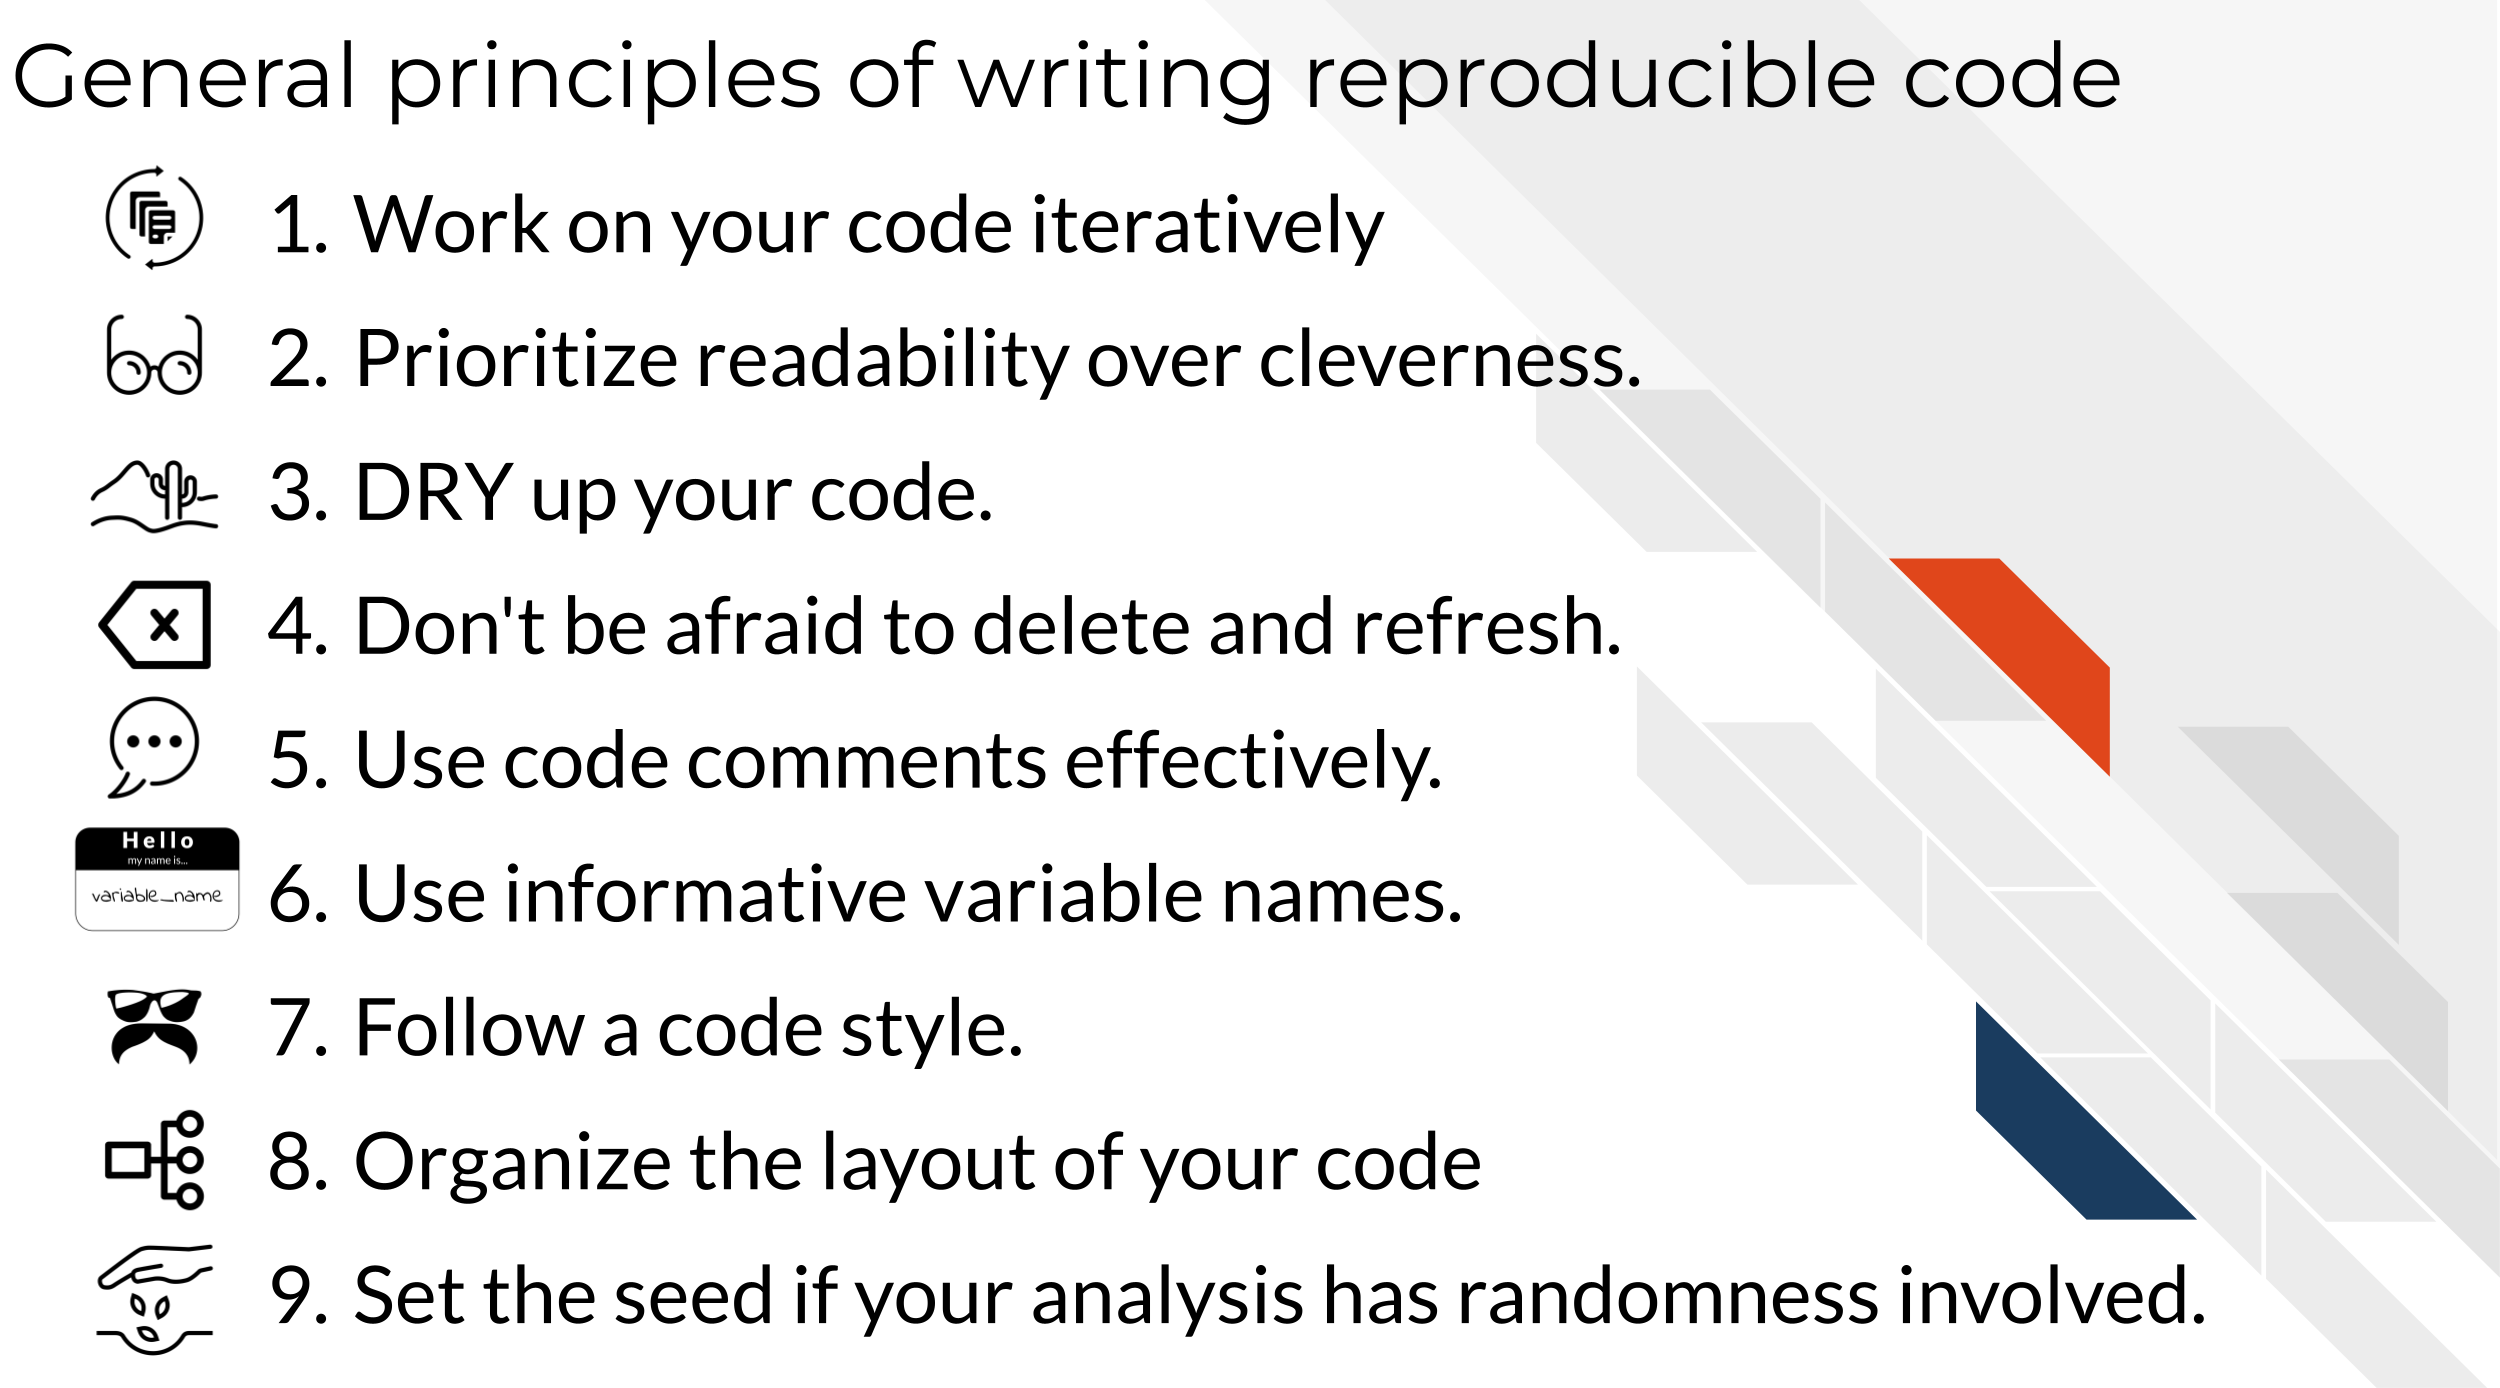 General principles of writing reproducible code
1. Work on your code iteratively
2. Prioritize readability over cleverness.
3. DRY up your code.
4. Don't be afraid to delete and refresh.
5. Use code comments effectively.
Hello
my name is...
variable_name
6. Use informative variable names.
7. Follow a code style.
8. Organize the layout of your code
9. Set the seed if your analysis has randomness involved.